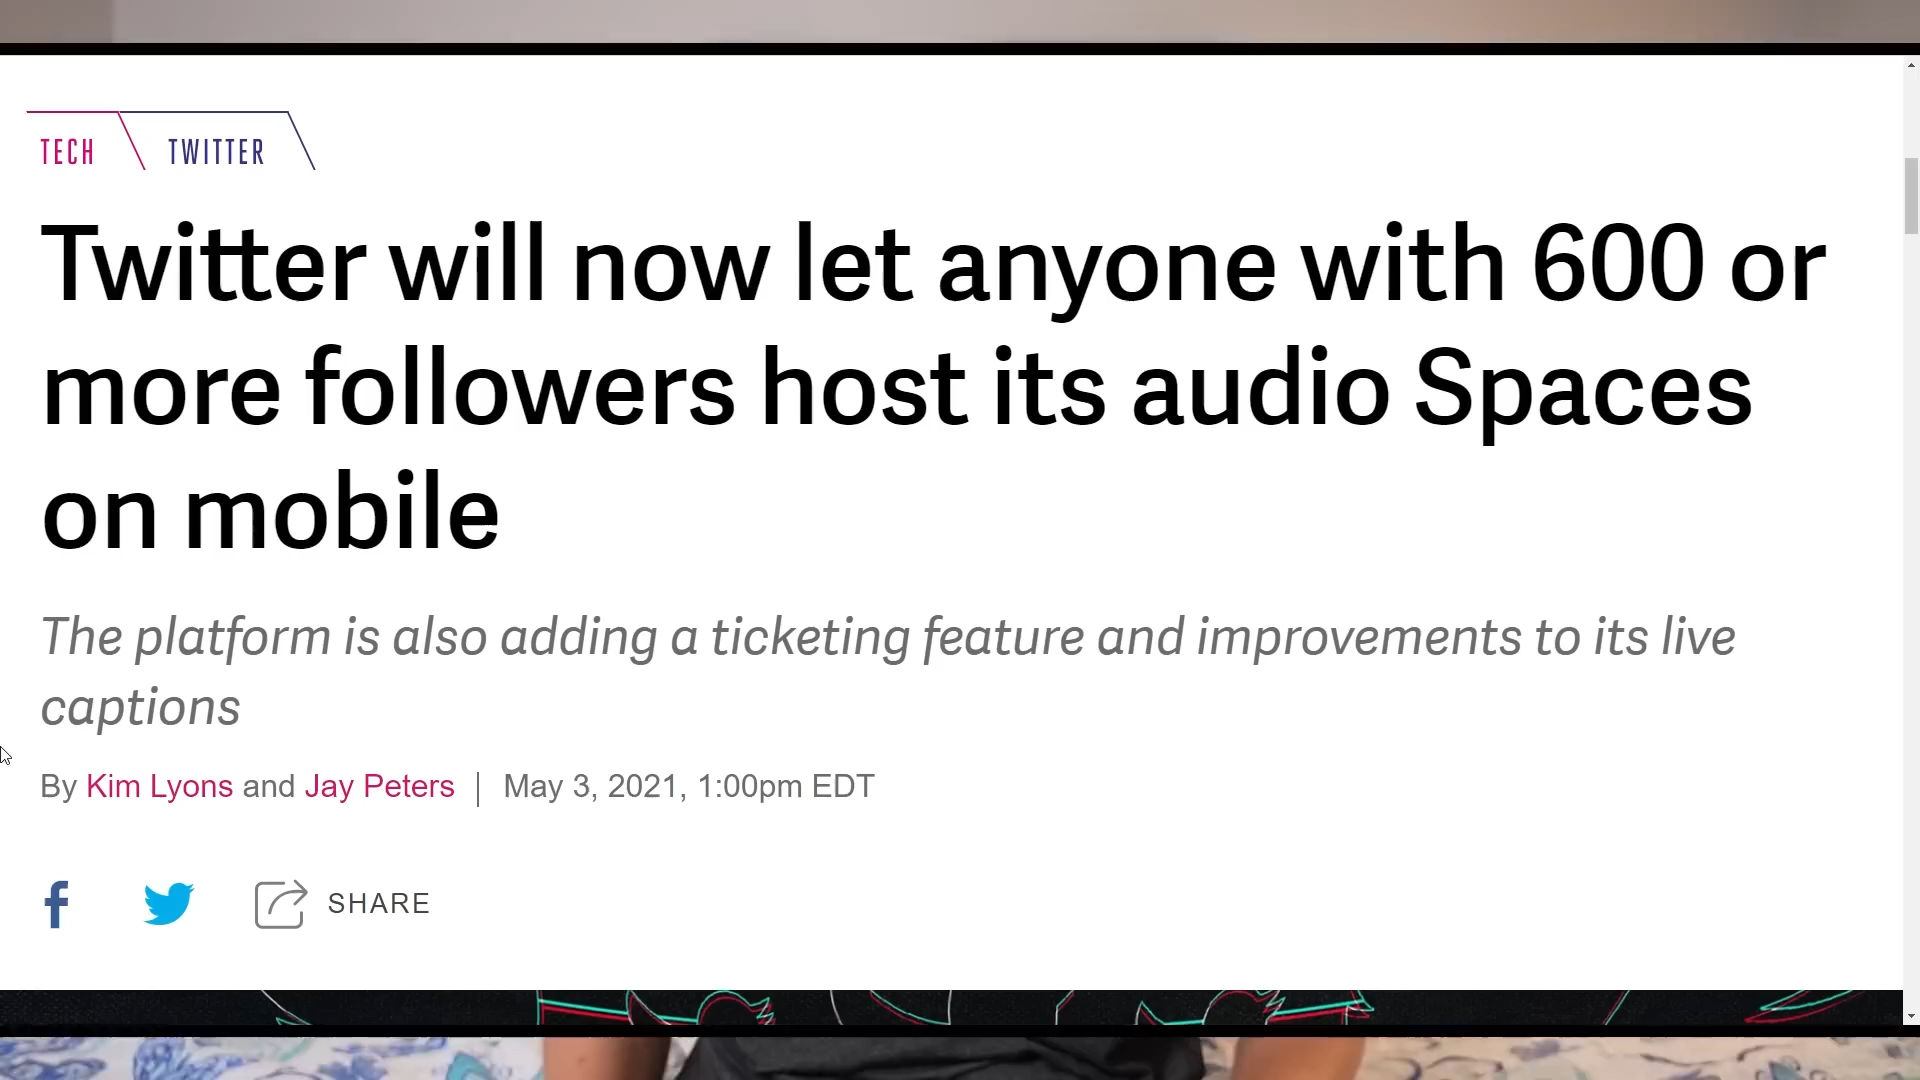 TECH TWITTER
Twitter will now let anyone with 600 or
more followers host its audio Spaces
on mobile
The platform is also adding a ticketing feature and improvements to its live
captions
By Kim Lyons and Jay Peters | May 3, 2021, 1:00pm EDT
SHARE